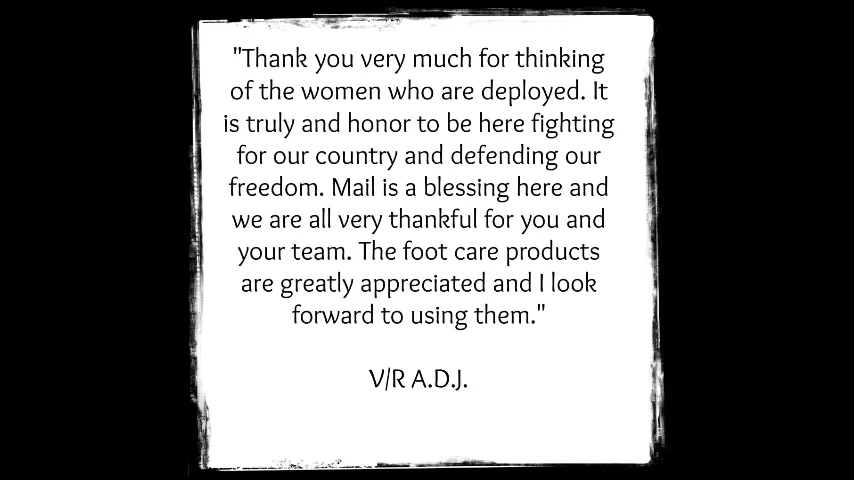 "Thank you very much for thinking
of the women who are deployed. It
is truly and honor to be here fighting
for our country and defending our
freedom. Mail is a blessing here and
we are all very thankful for you and
your team. The foot care products
are greatly appreciated and I look
forward to using them."
V/R A.D.J.